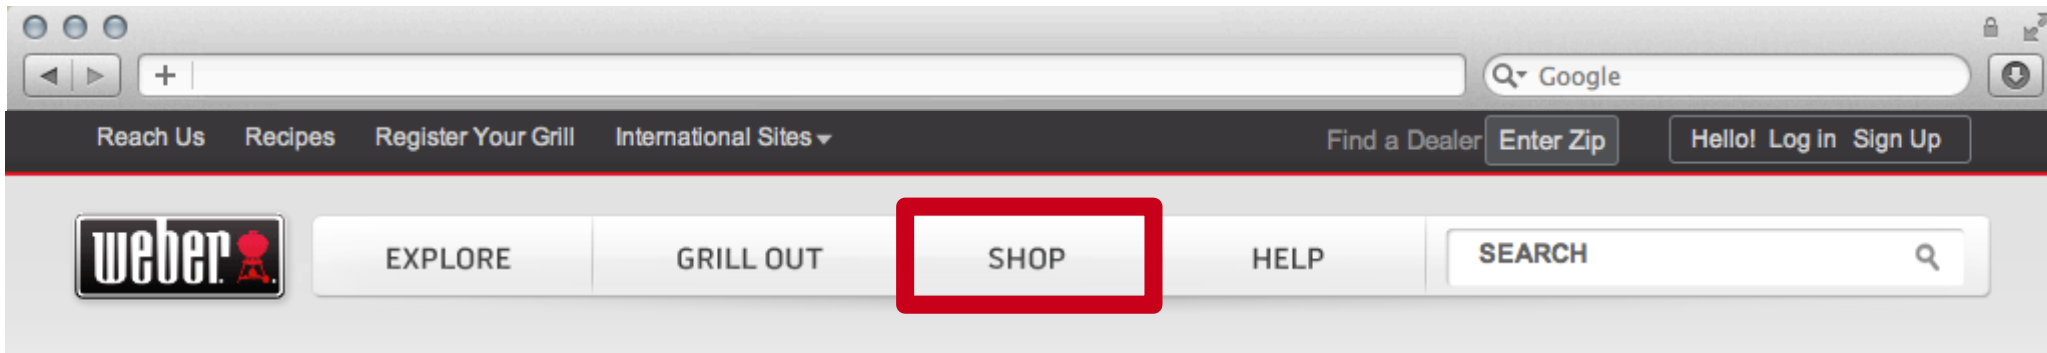 Google
Reach Us Recipes Register Your Grill International Sites Find a Dealer Enter Zip Hello! Log in Sign Up
weber. EXPLORE GRILL OUT SHOP HELP SEARCH